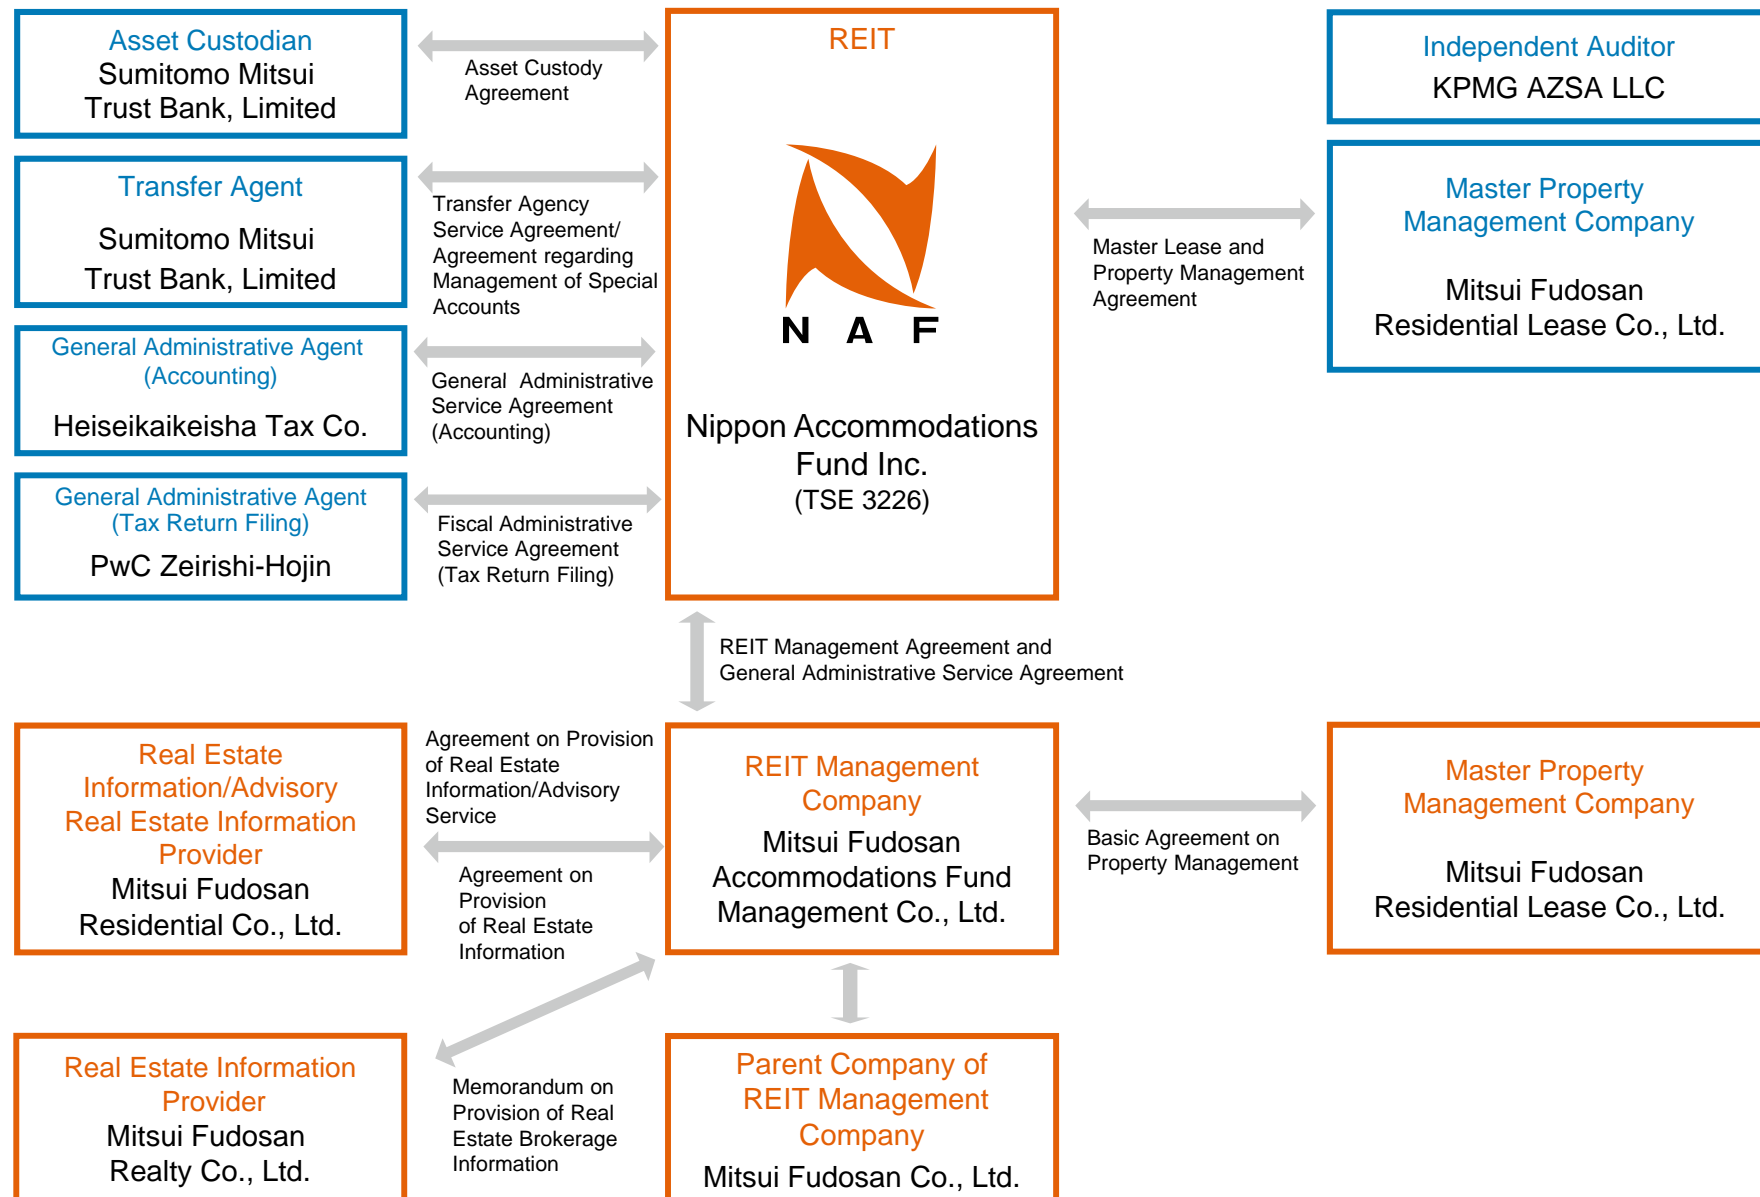 Asset Custodian
Sumitomo Mitsui
Trust Bank, Limited
Asset Custody
Agreement
Transfer Agent
Sumitomo Mitsui
Trust Bank, Limited
Transfer Agency
Service Agreement/
Agreement regarding
Management of Special
Accounts
General Administrative Agent
(Accounting)
Heiseikaikeisha Tax Co.
General Administrative
Service Agreement
(Accounting)
General Administrative Agent
(Tax Return Filing)
PwC Zeirishi-Hojin
Fiscal Administrative
Service Agreement
(Tax Return Filing)
REIT
N A F
Nippon Accommodations
Fund Inc.
(TSE 3226)
Independent Auditor
KPMG AZSA LLC
Master Lease and
Property Management
Agreement
Master Property
Management Company
Mitsui Fudosan
Residential Lease Co., Ltd.
REIT Management Agreement and
General Administrative Service Agreement
Real Estate
Information/Advisory
Real Estate Information
Provider
Mitsui Fudosan
Residential Co., Ltd.
Agreement on Provision
of Real Estate
Information/Advisory
Service
Agreement on
Provision
of Real Estate
Information
REIT Management
Company
Mitsui Fudosan
Accommodations Fund
Management Co., Ltd.
Basic Agreement on
Property Management
Master Property
Management Company
Mitsui Fudosan
Residential Lease Co., Ltd.
Real Estate Information
Provider
Mitsui Fudosan
Realty Co., Ltd.
Memorandum on
Provision of Real
Estate Brokerage
Information
Parent Company of
REIT Management
Company
Mitsui Fudosan Co., Ltd.